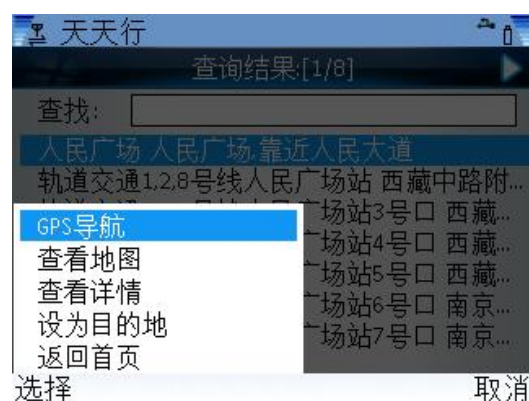 天天行
查询结果:[1/8]
查找:
人民广场 人民广场,靠近人民大道
轨道交通1,2,8号线人民广场站 西藏中路附...
广场站3号口 西藏...
GPS导航
广场站4号口 西藏...
查看地图
广场站5号口 西藏...
查看详情
广场站6号口 南京...
设为目的地
广场站7号口 南京...
返回首页
选择
取消